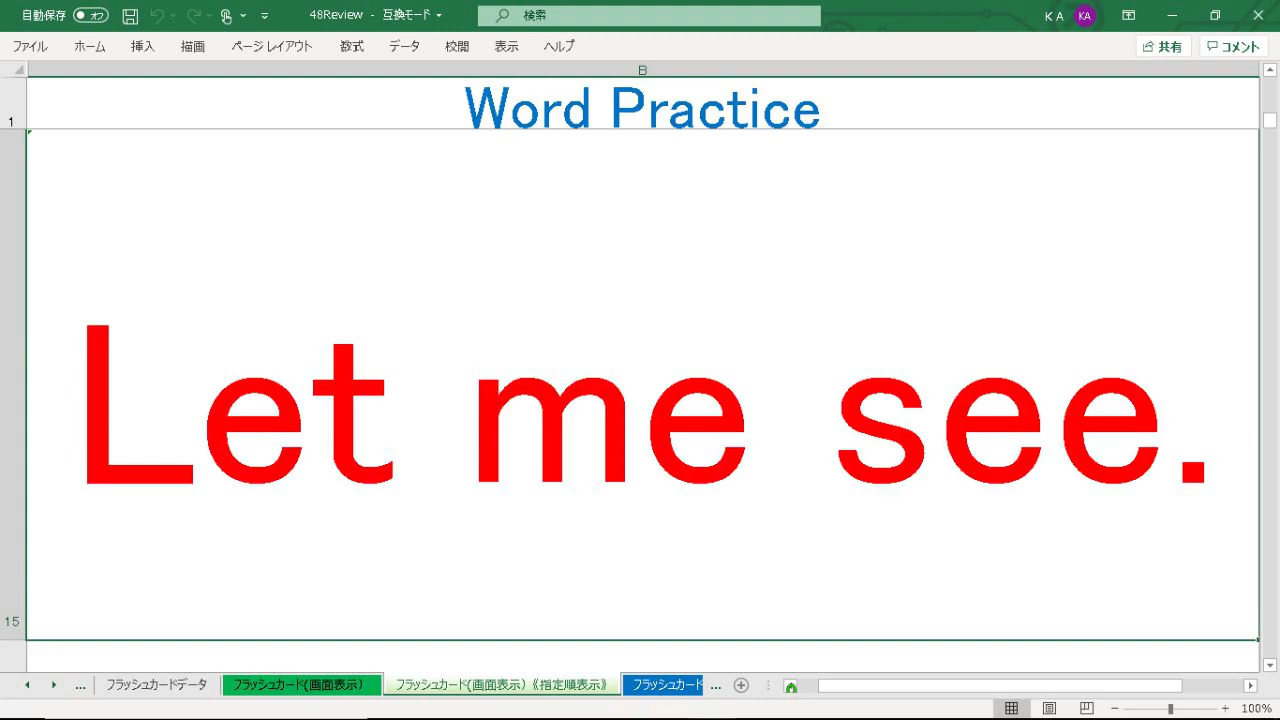 自動保存 オフ 48Review - 互換モード 検索 K A KA
ファイル ホーム 挿入 描画 ページ レイアウト 数式 データ 校閲 表示 ヘルプ 共有 コメント
B
1 Word Practice
Let me see.
15
... フラッシュカードデータ フラッシュカード(画面表示) フラッシュカード(画面表示)《指定順表示》 フラッシュカード ...
100%